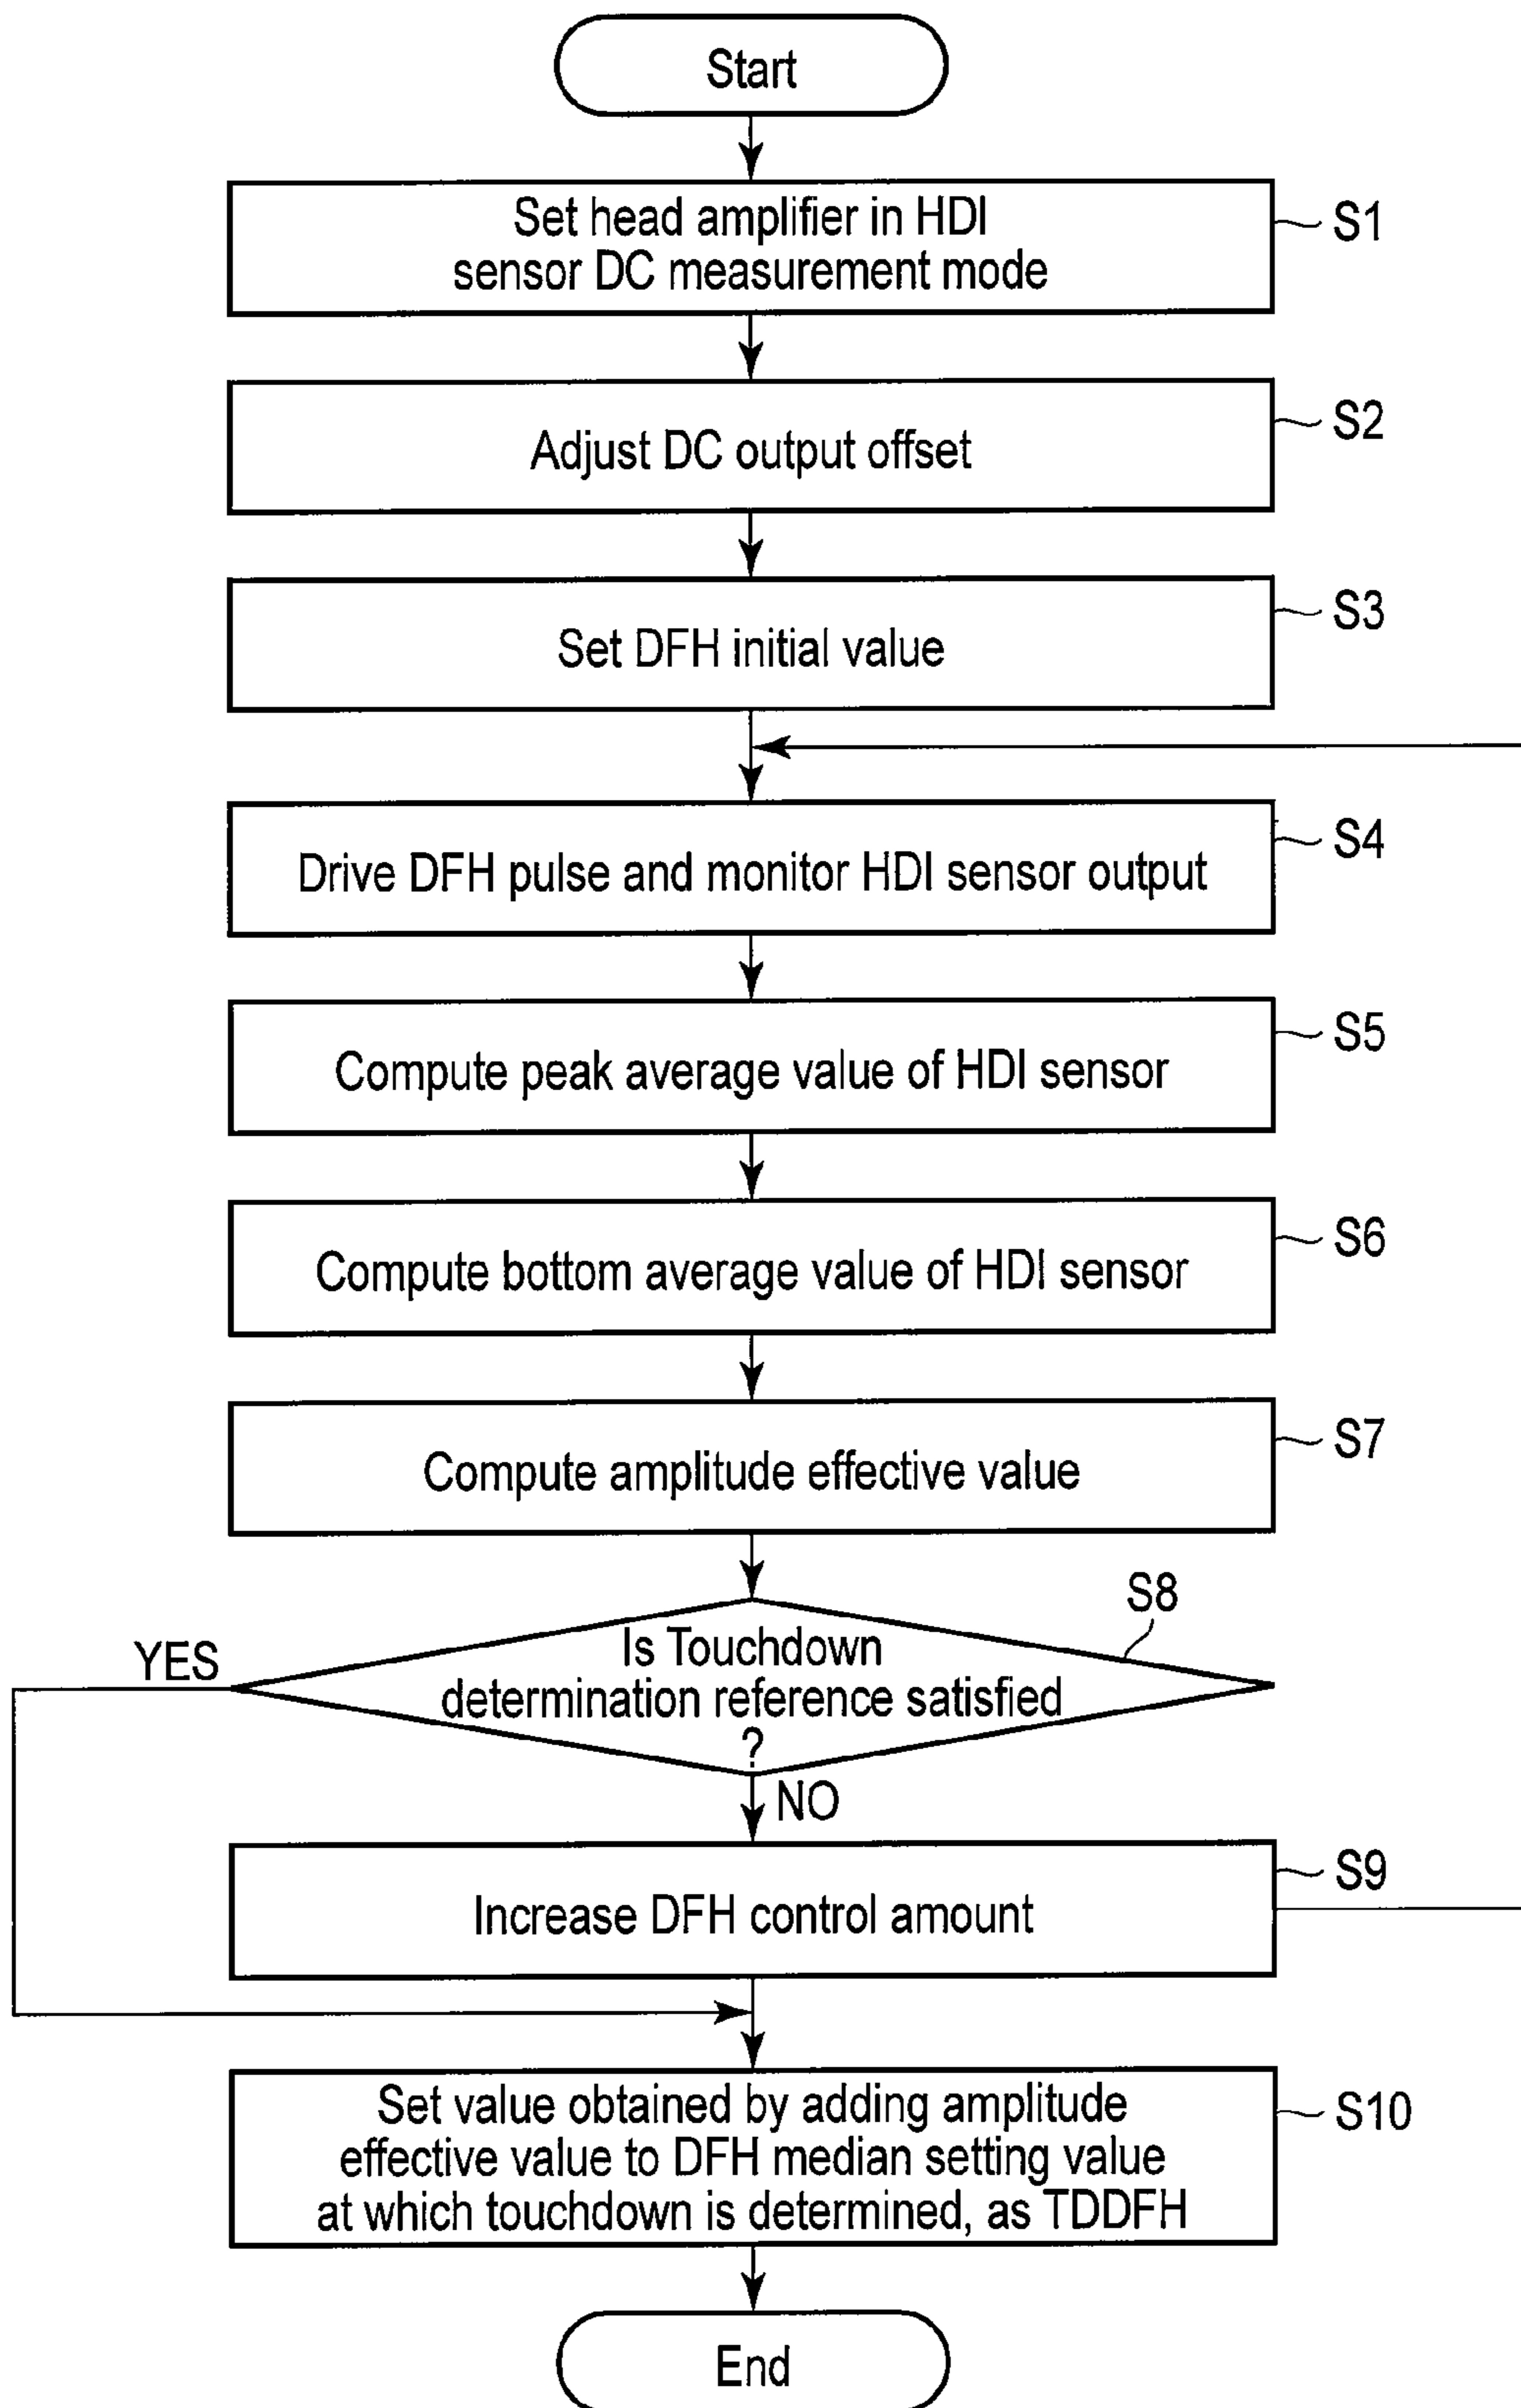 Start
Set head amplifier in HDI
sensor DC measurement mode
S1
Adjust DC output offset
S2
Set DFH initial value
S3
Drive DFH pulse and monitor HDI sensor output
S4
Compute peak average value of HDI sensor
S5
Compute bottom average value of HDI sensor
S6
Compute amplitude effective value
S7
S8
YES
Is Touchdown
determination reference satisfied
?
NO
Increase DFH control amount
S9
Set value obtained by adding amplitude
effective value to DFH median setting value
at which touchdown is determined, as TDDFH
S10
End